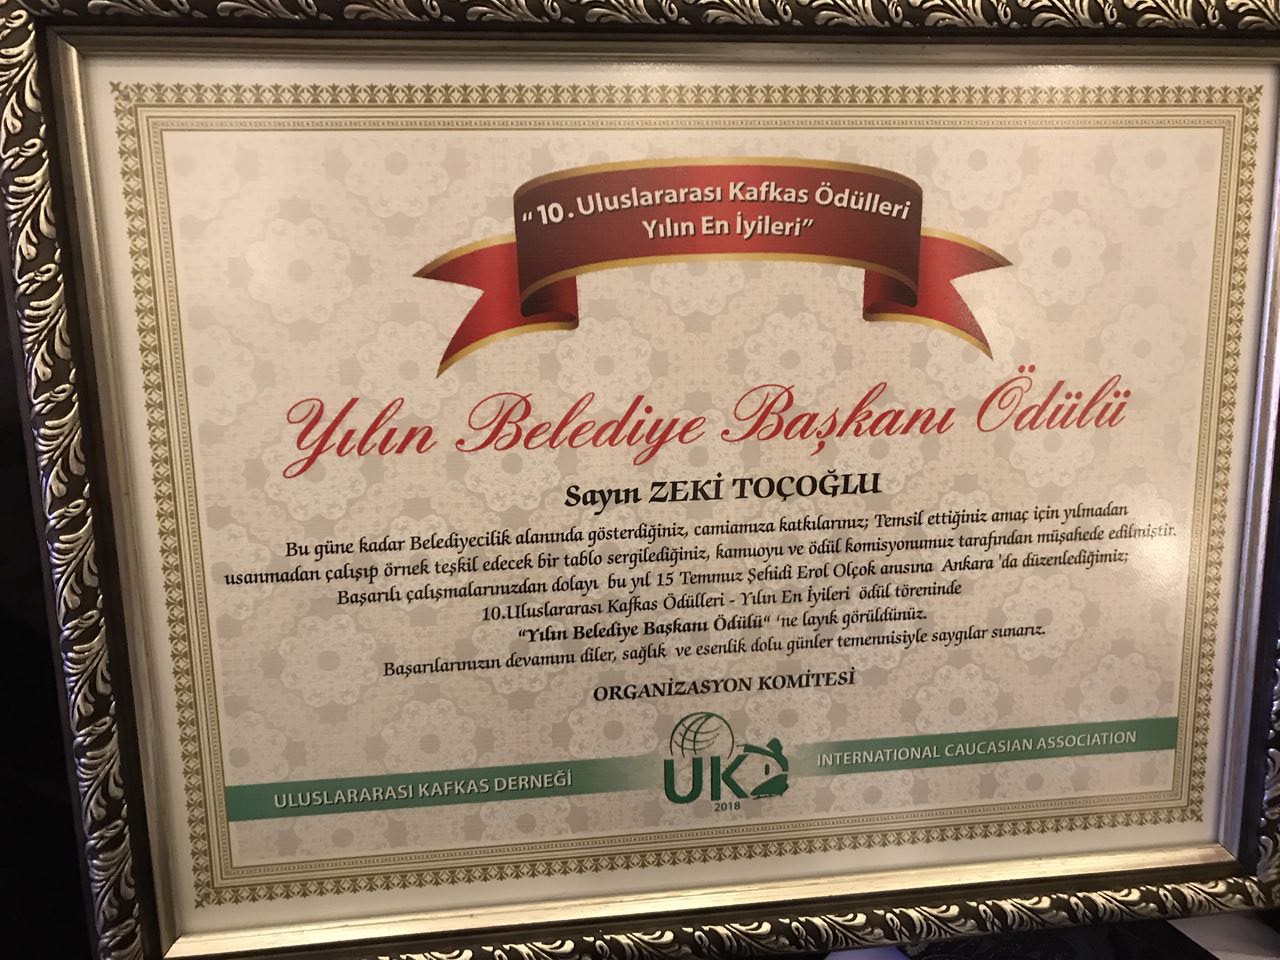 “10. Uluslararası Kafkas Ödülleri
Yılın En İyileri”
Yılın Belediye Başkanı Ödülü
Sayın ZEKİ TOÇOĞLU
Bu güne kadar Belediyecilik alanında gösterdiğiniz, camiamıza katkılarınız; Temsil ettiğiniz amaç için yılmadan
usanmadan çalışıp örnek teşkil edecek bir tablo sergilediğiniz, kamuoyu ve ödül komisyonumuz tarafından müşahede edilmiştir.
Başarılı çalışmalarınızdan dolayı bu yıl 15 Temmuz Şehidi Erol Olçok anısına Ankara 'da düzenlediğimiz;
10.Uluslararası Kafkas Ödülleri - Yılın En İyileri ödül töreninde
“Yılın Belediye Başkanı Ödülü“ ‘ne layık görüldünüz.
Başarılarınızın devamını diler, sağlık ve esenlik dolu günler temennisiyle saygılar sunarız.
ORGANİZASYON KOMİTESİ
ULUSLARARASI KAFKAS DERNEĞİ
UKD
2018
INTERNATIONAL CAUCASIAN ASSOCIATION